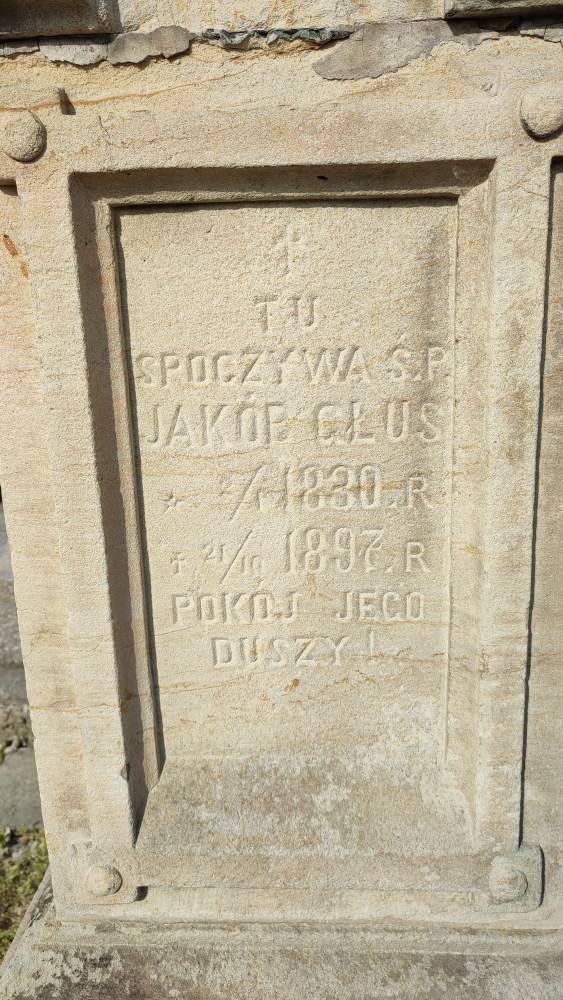 TU
SPOCZYWA Ś.P.
JAKÓB GŁUS
1830.R
21/10 1897.R
POKÓJ JEGO
DUSZY!